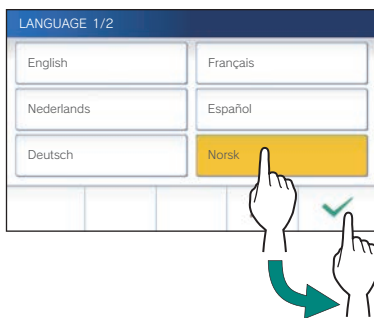 LANGUAGE 1/2
English
Français
Nederlands
Español
Deutsch
Norsk